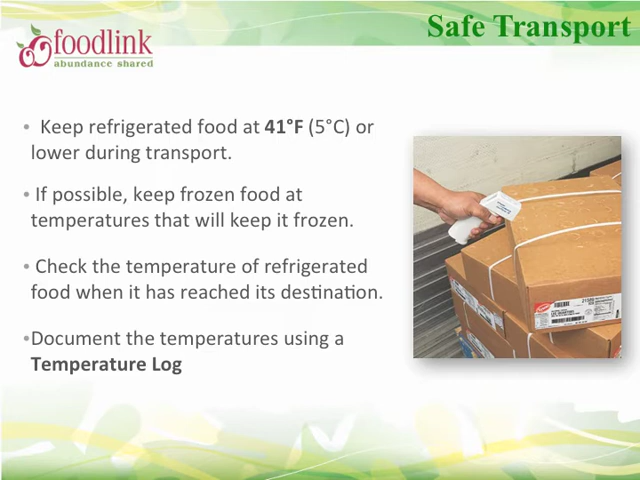 Safe Transport
foodlink
abundance shared
• Keep refrigerated food at 41°F (5°C) or
lower during transport.
• If possible, keep frozen food at
temperatures that will keep it frozen.
• Check the temperature of refrigerated
food when it has reached its destination.
•Document the temperatures using a
Temperature Log